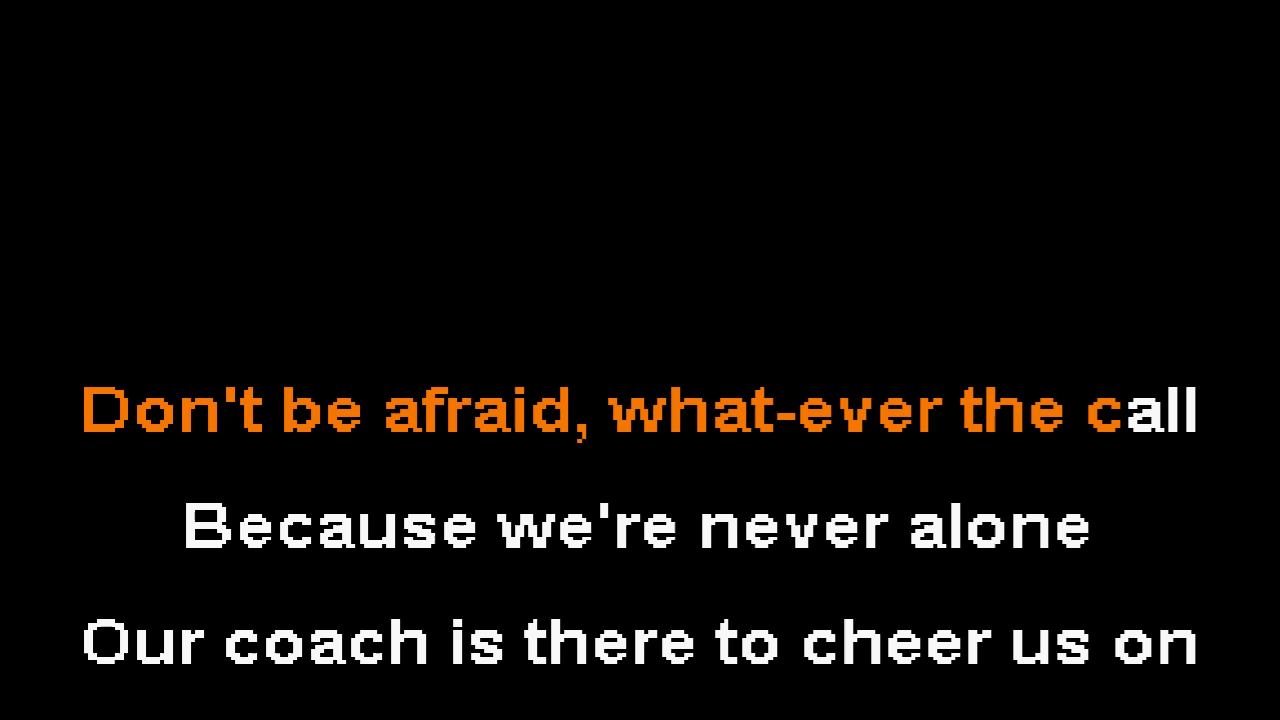 Don't be afraid, what-ever the call
Because we're never alone
Our coach is there to cheer us on